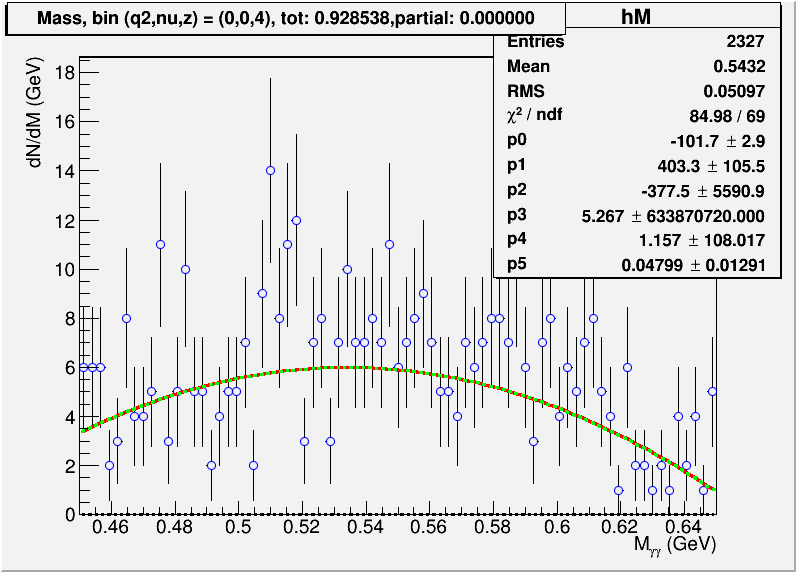 Mass, bin (q2,nu,z) = (0,0,4), tot: 0.928538,partial: 0.000000
hM
Entries 2327
Mean 0.5432
RMS 0.05097
χ² / ndf 84.98 / 69
p0 -101.7 ± 2.9
p1 403.3 ± 105.5
p2 -377.5 ± 5590.9
p3 5.267 ± 633870720.000
p4 1.157 ± 108.017
p5 0.04799 ± 0.01291
dN/dM (GeV)
18
16
14
12
10
8
6
4
2
0
0.46 0.48 0.5 0.52 0.54 0.56 0.58 0.6 0.62 0.64
Mγγ (GeV)